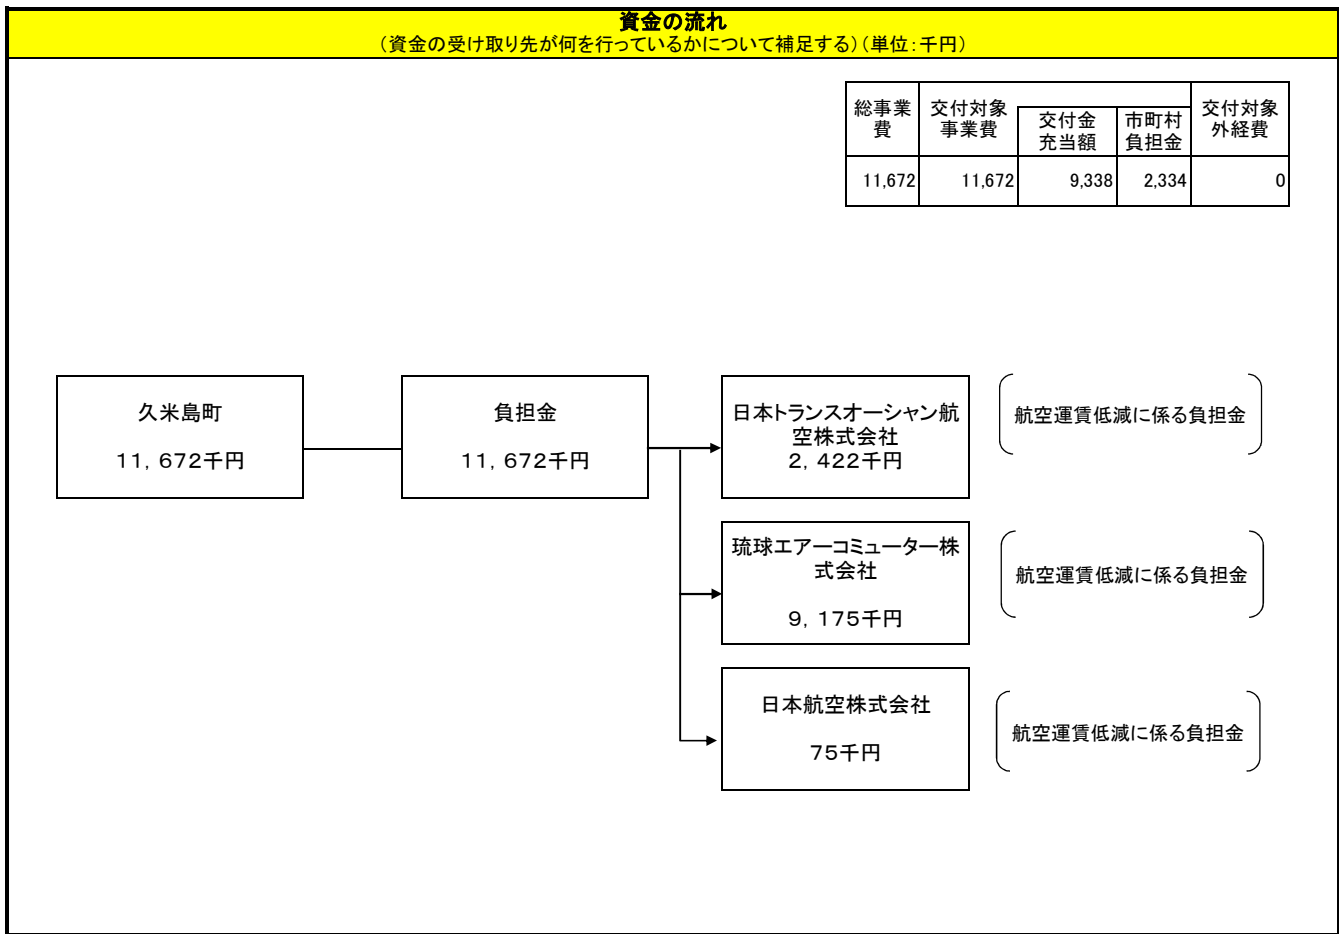 資金の流れ
（資金の受け取り先が何を行っているかについて補足する）（単位：千円）
総事業
費
交付対象
事業費
交付金
充当額
市町村
負担金
交付対象
外経費
11,672
11,672
9,338
2,334
0
久米島町
11，672千円
負担金
11，672千円
日本トランスオーシャン航
空株式会社
2，422千円
航空運賃低減に係る負担金
琉球エアーコミューター株
式会社
9，175千円
航空運賃低減に係る負担金
日本航空株式会社
75千円
航空運賃低減に係る負担金